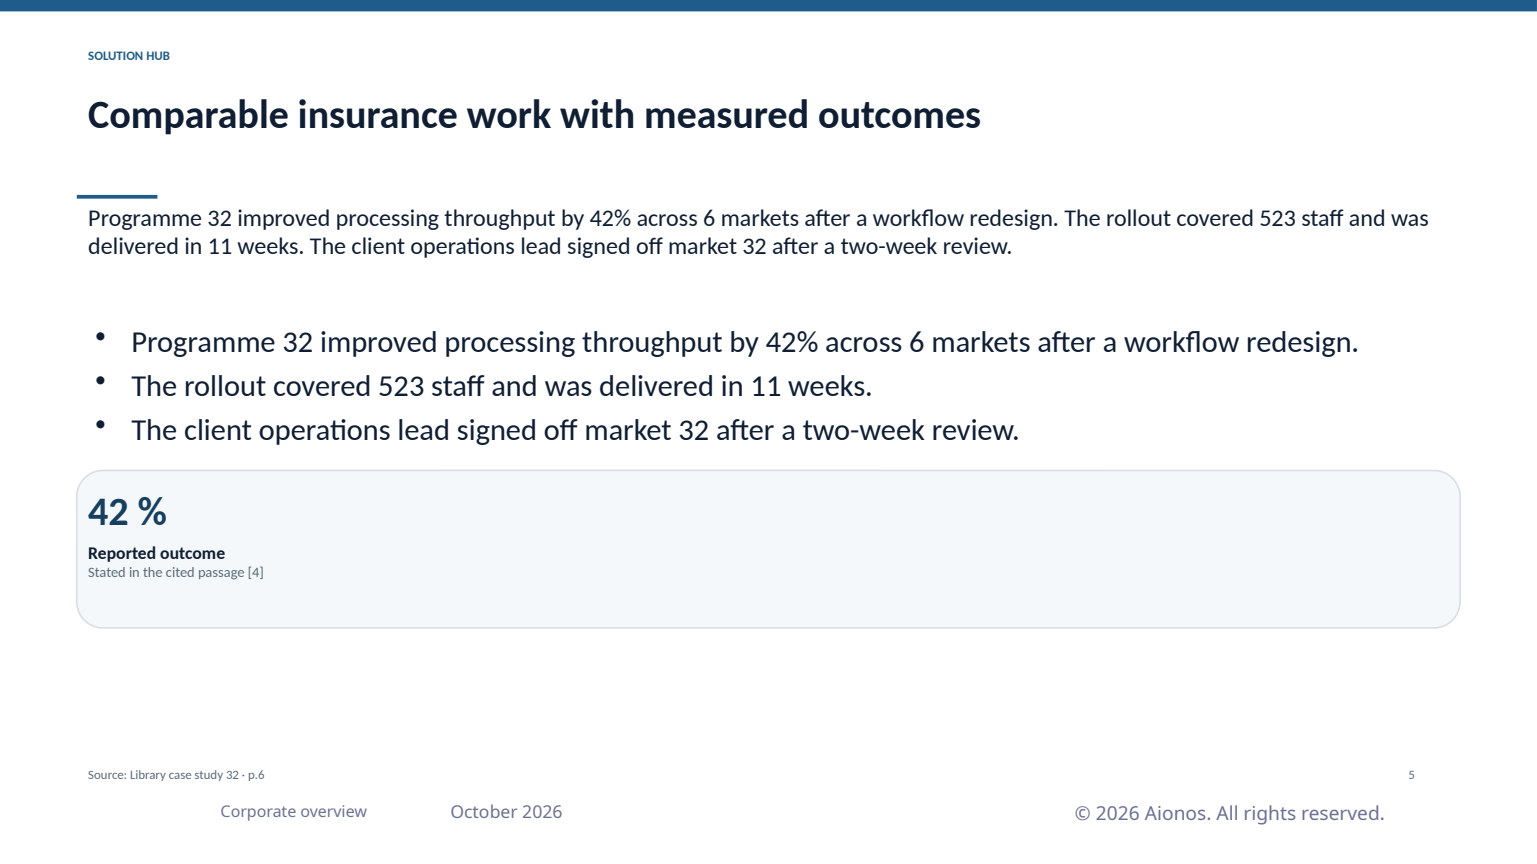 SOLUTION HUB
Comparable insurance work with measured outcomes
Programme 32 improved processing throughput by 42% across 6 markets after a workflow redesign. The rollout covered 523 staff and was
delivered in 11 weeks. The client operations lead signed off market 32 after a two-week review.
• Programme 32 improved processing throughput by 42% across 6 markets after a workflow redesign.
• The rollout covered 523 staff and was delivered in 11 weeks.
• The client operations lead signed off market 32 after a two-week review.
42 %
Reported outcome
Stated in the cited passage [4]
Source: Library case study 32 · p.6
5
Corporate overview
October 2026
© 2026 Aionos. All rights reserved.